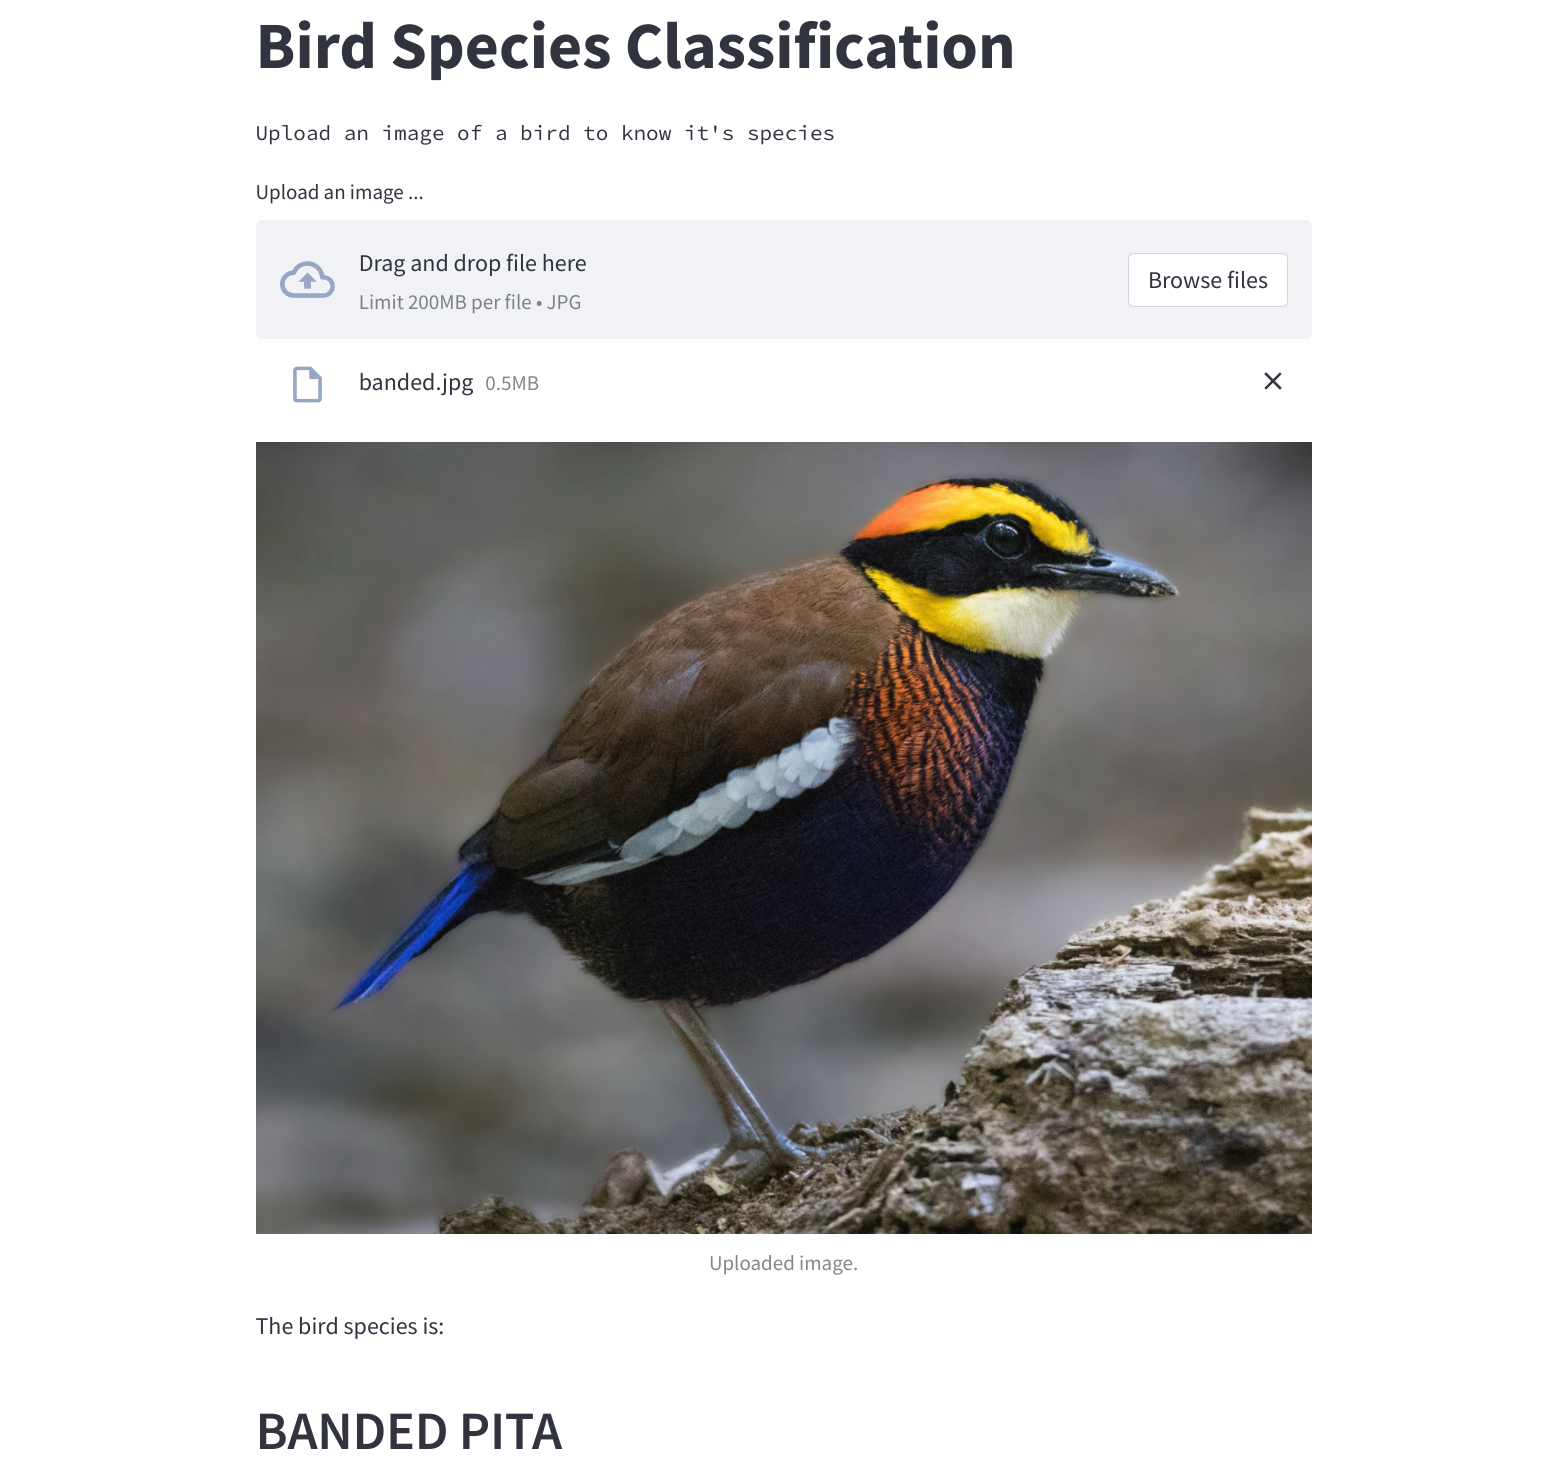 Bird Species Classification
Upload an image of a bird to know it's species
Upload an image ...
Drag and drop file here
Limit 200MB per file • JPG
Browse files
banded.jpg 0.5MB
Uploaded image.
The bird species is:
BANDED PITA